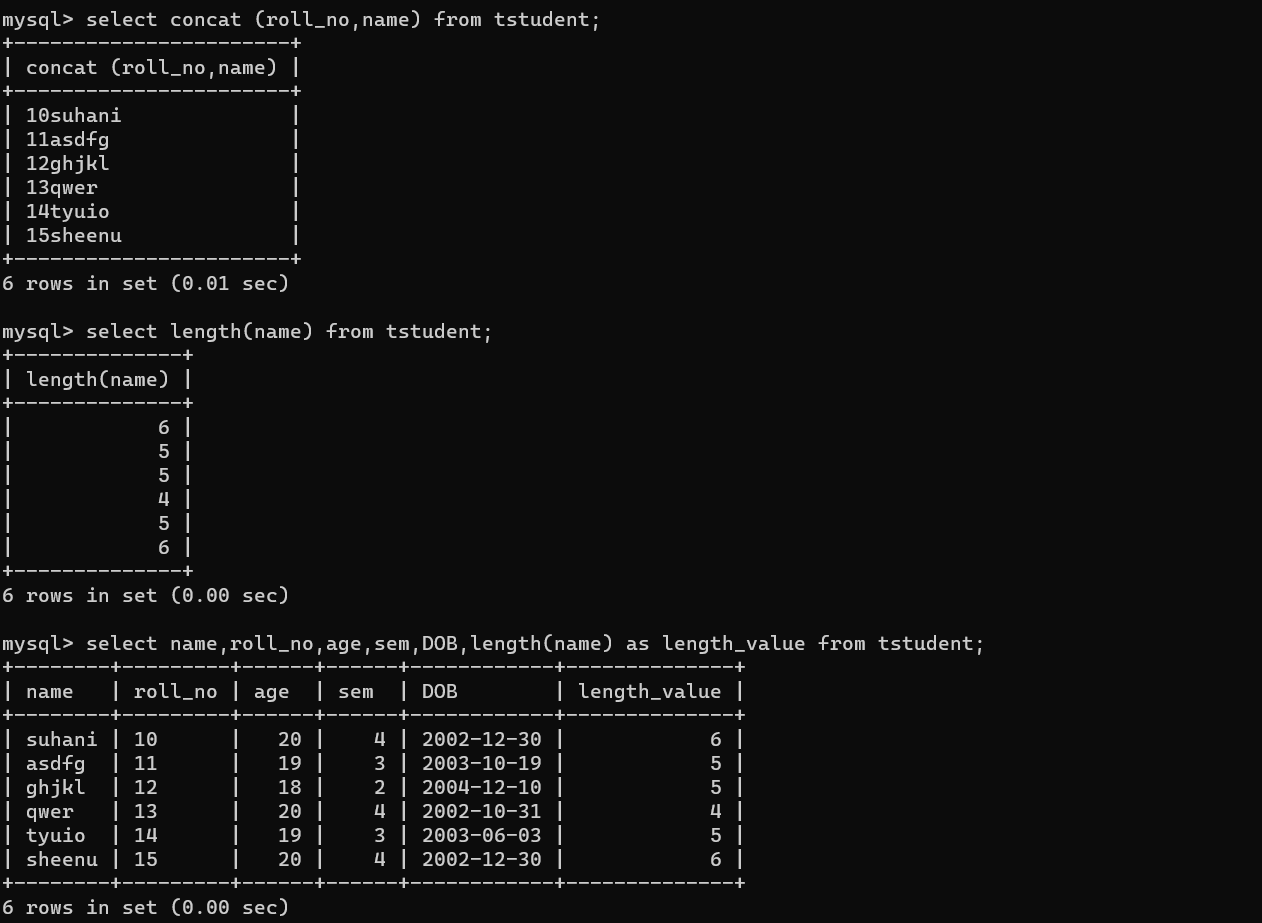 mysql> select concat (roll_no,name) from tstudent;
+-----------------------+
| concat (roll_no,name) |
+-----------------------+
| 10suhani              |
| 11asdfg               |
| 12ghjkl               |
| 13qwer                |
| 14tyuio               |
| 15sheenu              |
+-----------------------+
6 rows in set (0.01 sec)

mysql> select length(name) from tstudent;
+--------------+
| length(name) |
+--------------+
|            6 |
|            5 |
|            5 |
|            4 |
|            5 |
|            6 |
+--------------+
6 rows in set (0.00 sec)

mysql> select name,roll_no,age,sem,DOB,length(name) as length_value from tstudent;
+--------+---------+------+------+------------+--------------+
| name   | roll_no | age  | sem  | DOB        | length_value |
+--------+---------+------+------+------------+--------------+
| suhani | 10      |   20 |    4 | 2002-12-30 |            6 |
| asdfg  | 11      |   19 |    3 | 2003-10-19 |            5 |
| ghjkl  | 12      |   18 |    2 | 2004-12-10 |            5 |
| qwer   | 13      |   20 |    4 | 2002-10-31 |            4 |
| tyuio  | 14      |   19 |    3 | 2003-06-03 |            5 |
| sheenu | 15      |   20 |    4 | 2002-12-30 |            6 |
+--------+---------+------+------+------------+--------------+
6 rows in set (0.00 sec)